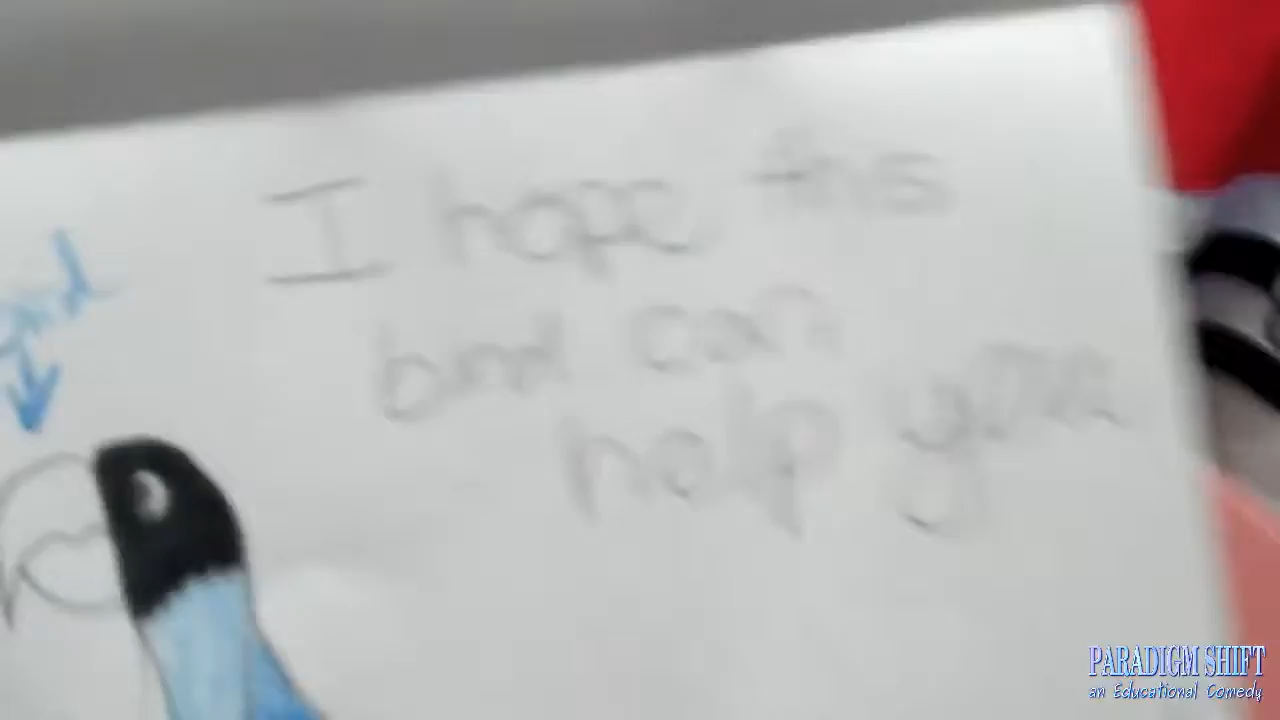 I hope this
bird can
help you
PARADIGM SHIFT
an Educational Comedy